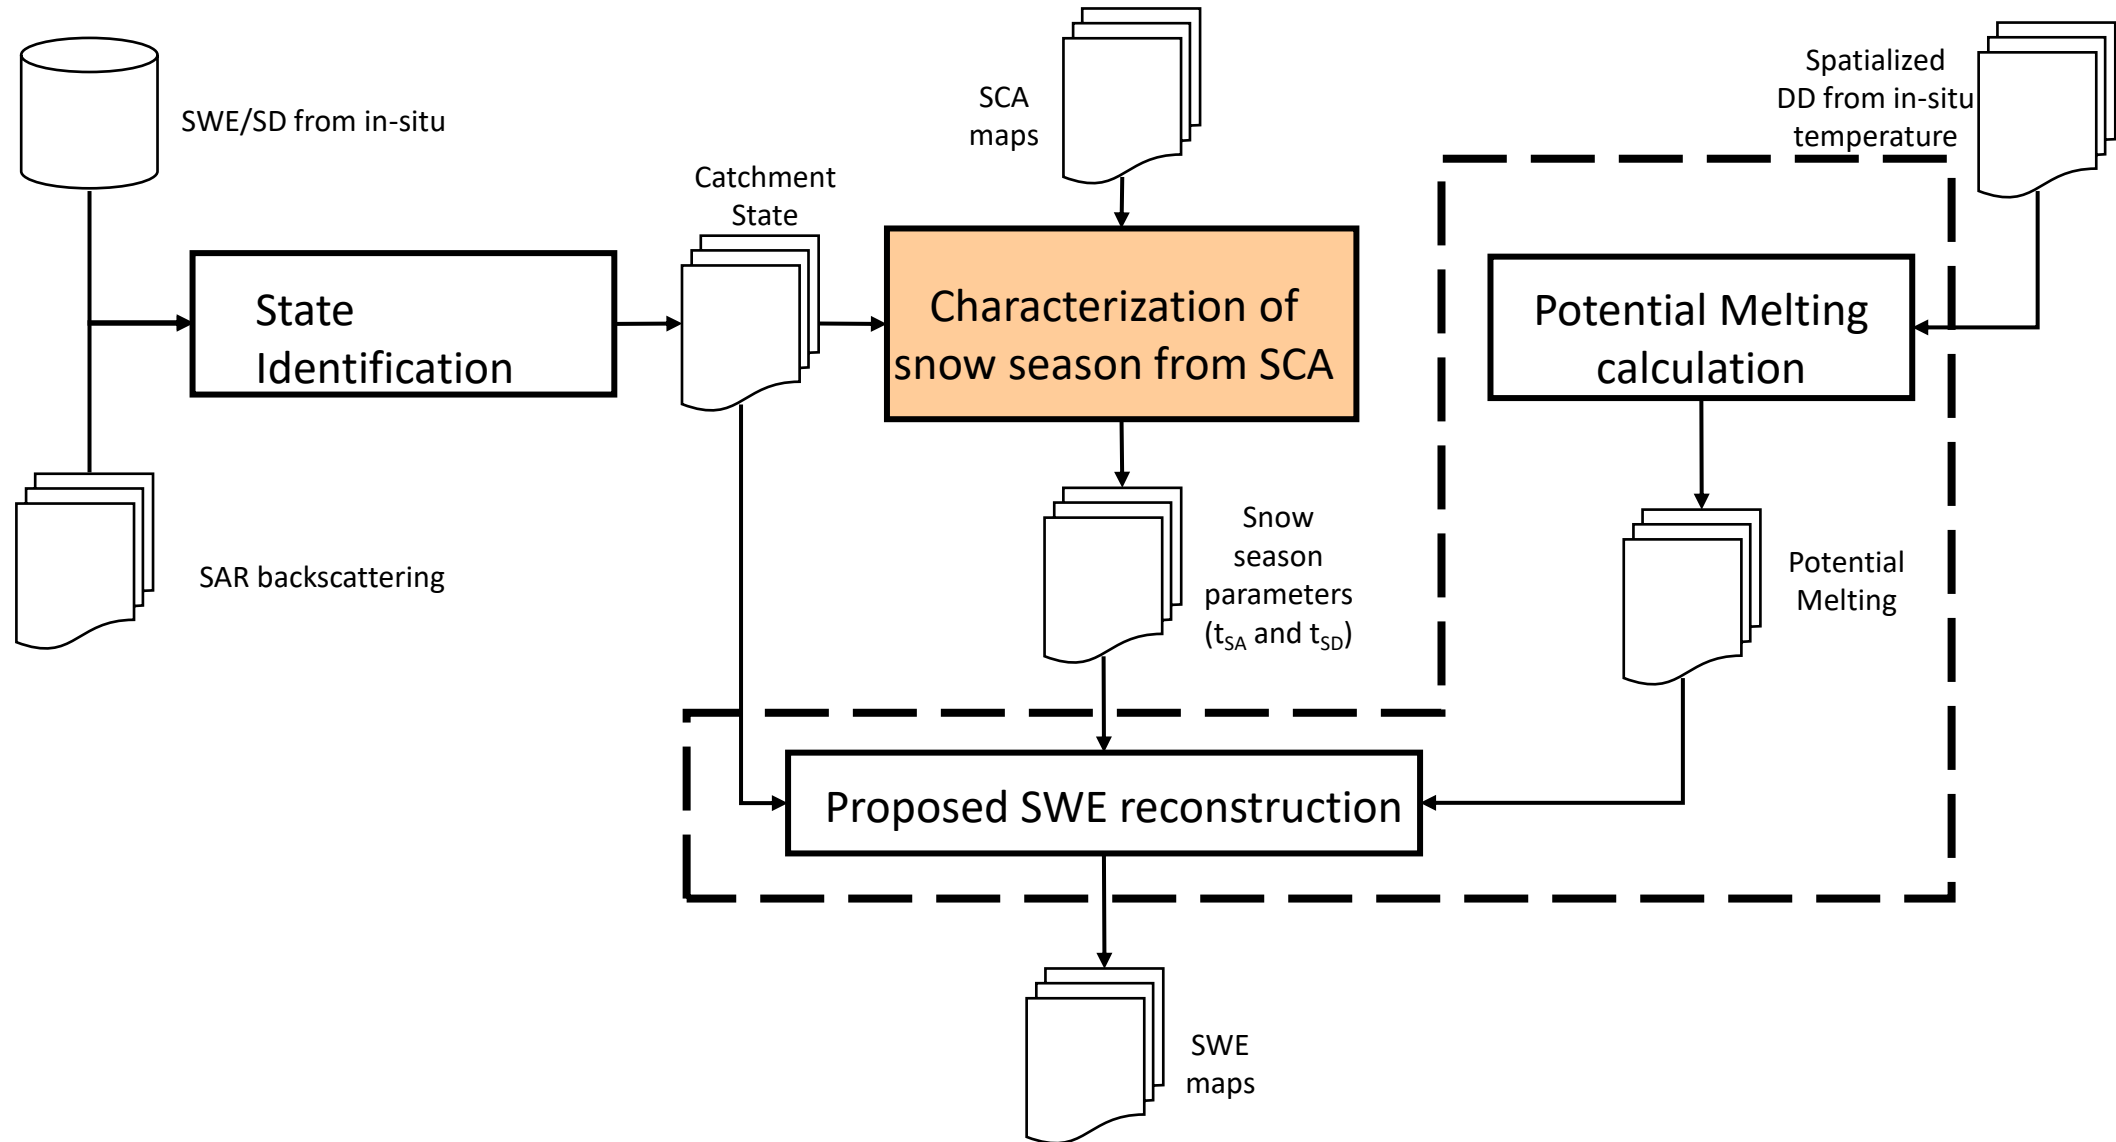 SWE/SD from in-situ
SCA
maps
Spatialized
DD from in-situ
temperature
Catchment
State
State
Identification
Characterization of
snow season from SCA
Potential Melting
calculation
SAR backscattering
Snow
season
parameters
(t_SA and t_SD)
Potential
Melting
Proposed SWE reconstruction
SWE
maps